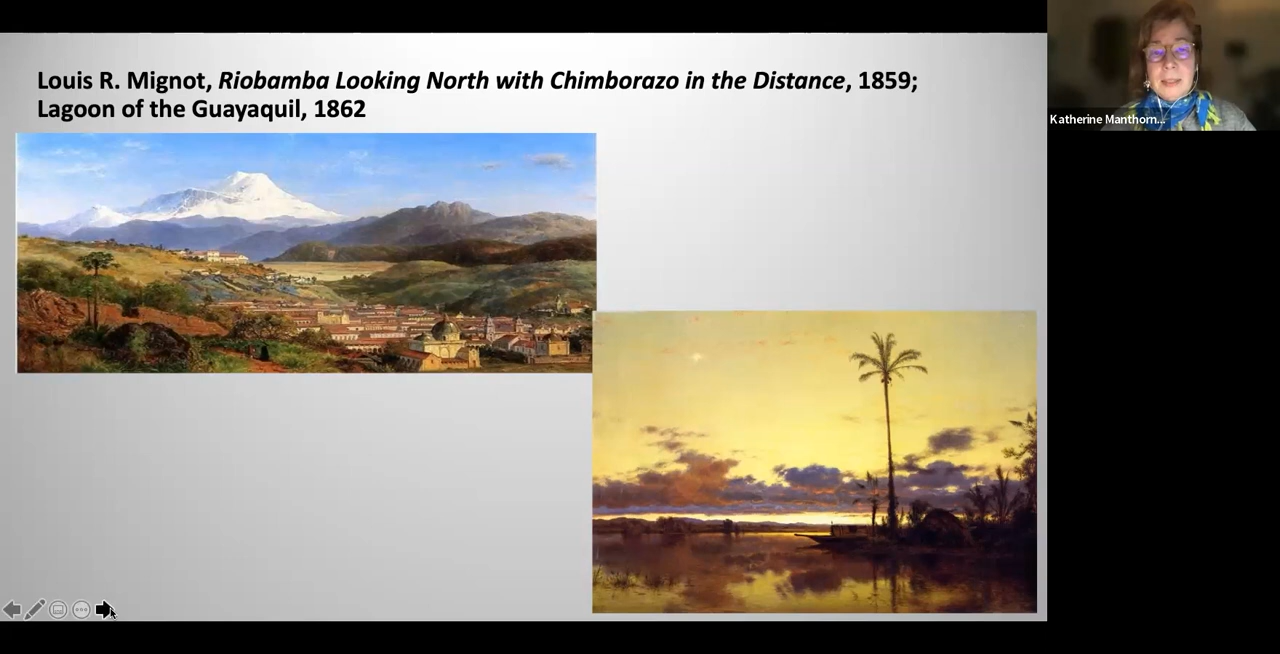 Louis R. Mignot, Riobamba Looking North with Chimborazo in the Distance, 1859;
Lagoon of the Guayaquil, 1862
Katherine Manthorn...